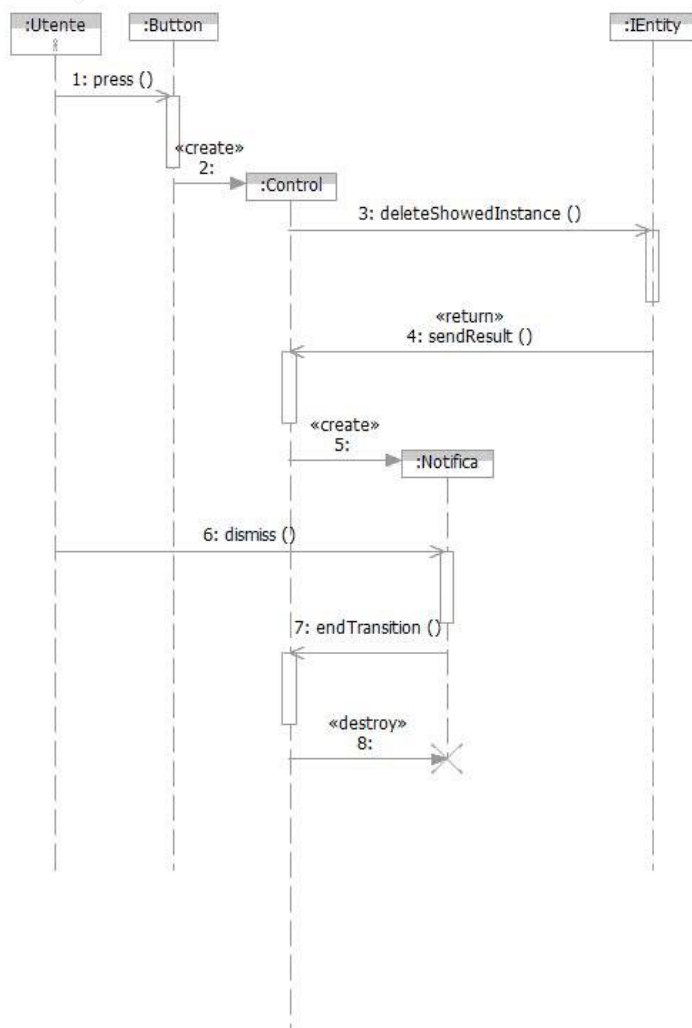 :Utente
:Button
:IEntity
1: press ()
«create»
2:
:Control
3: deleteShowedInstance ()
«return»
4: sendResult ()
«create»
5:
:Notifica
6: dismiss ()
7: endTransition ()
«destroy»
8: